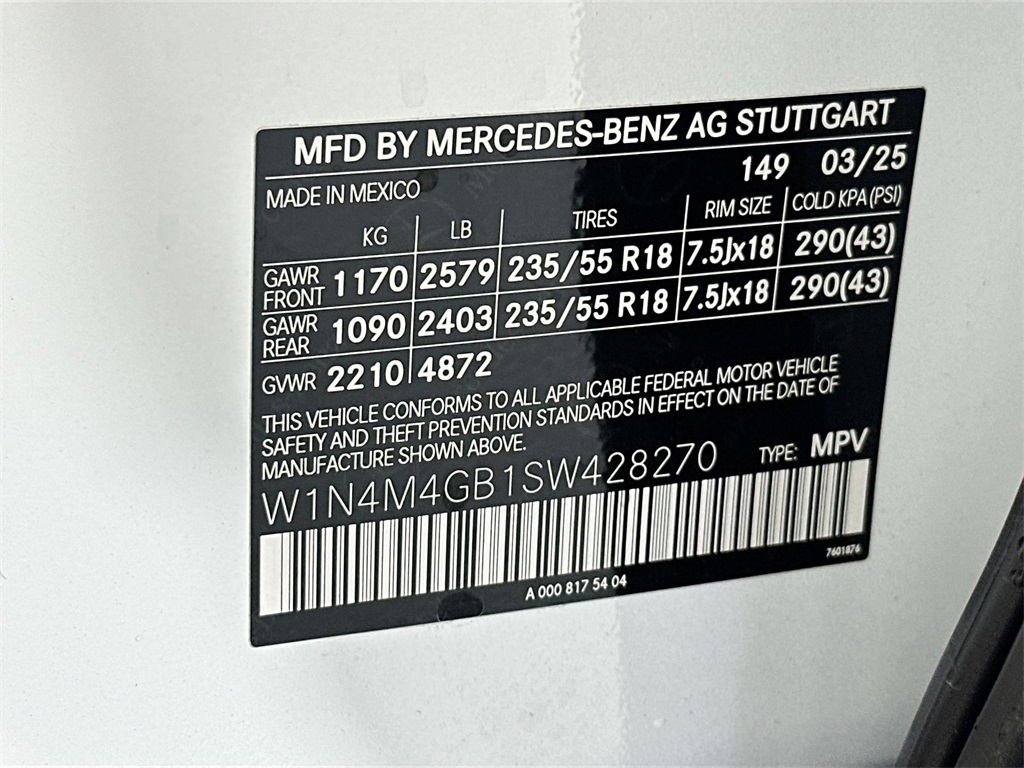 MFD BY MERCEDES-BENZ AG STUTTGART
149 03/25
MADE IN MEXICO
KG LB TIRES RIM SIZE COLD KPA (PSI)
GAWR FRONT 1170 2579 235/55 R18 7.5Jx18 290(43)
GAWR REAR 1090 2403 235/55 R18 7.5Jx18 290(43)
GVWR 2210 4872
THIS VEHICLE CONFORMS TO ALL APPLICABLE FEDERAL MOTOR VEHICLE
SAFETY AND THEFT PREVENTION STANDARDS IN EFFECT ON THE DATE OF
MANUFACTURE SHOWN ABOVE.
W1N4M4GB1SW428270 TYPE: MPV
7601876
A 000 817 54 04